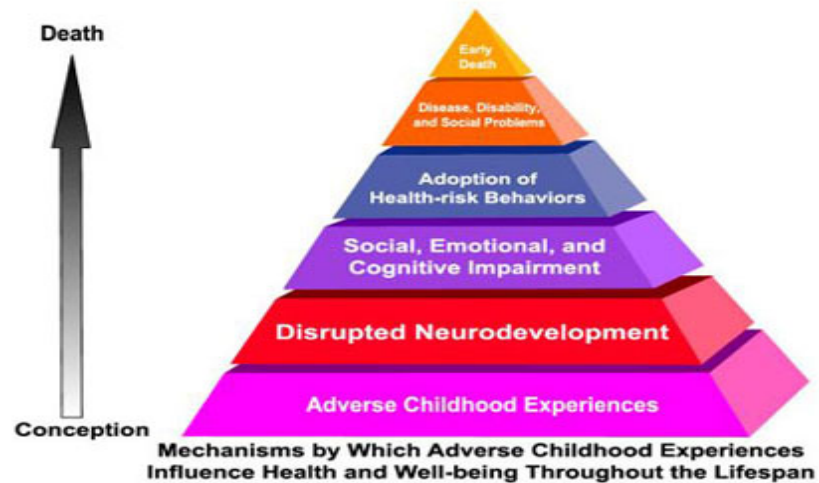 Death
Early
Death
Disease, Disability,
and Social Problems
Adoption of
Health-risk Behaviors
Social, Emotional, and
Cognitive Impairment
Disrupted Neurodevelopment
Adverse Childhood Experiences
Conception
Mechanisms by Which Adverse Childhood Experiences
Influence Health and Well-being Throughout the Lifespan